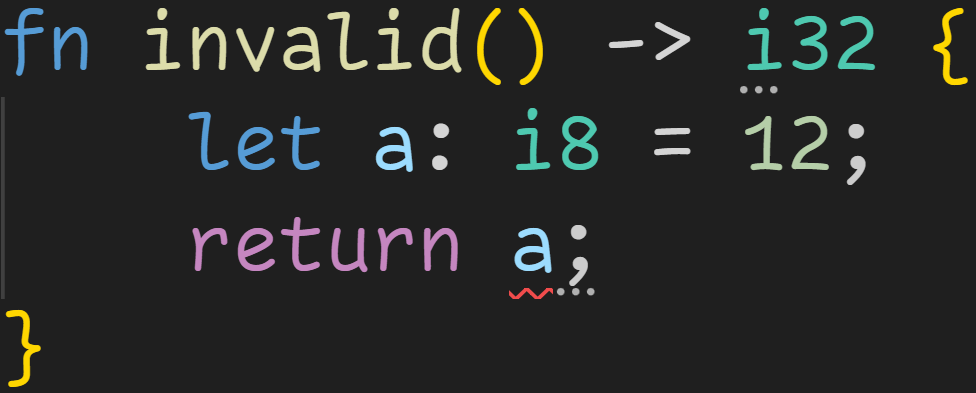 fn invalid() -> i32 {
    let a: i8 = 12;
    return a;
}